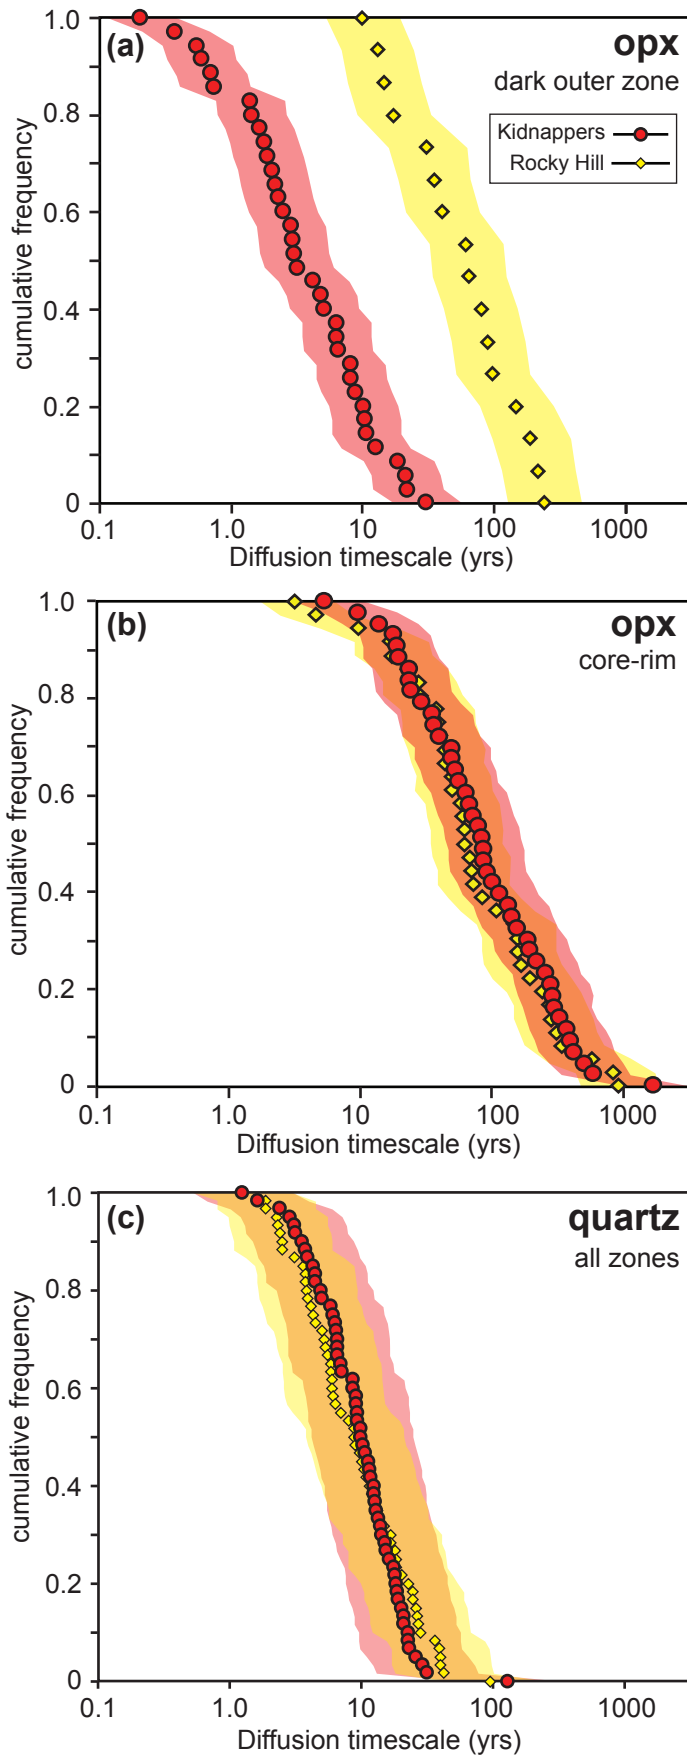 (a)
opx
dark outer zone
Kidnappers
Rocky Hill
cumulative frequency
1.0
0.8
0.6
0.4
0.2
0
0.1 1.0 10 100 1000
Diffusion timescale (yrs)
(b)
opx
core-rim
cumulative frequency
1.0
0.8
0.6
0.4
0.2
0
0.1 1.0 10 100 1000
Diffusion timescale (yrs)
(c)
quartz
all zones
cumulative frequency
1.0
0.8
0.6
0.4
0.2
0
0.1 1.0 10 100 1000
Diffusion timescale (yrs)